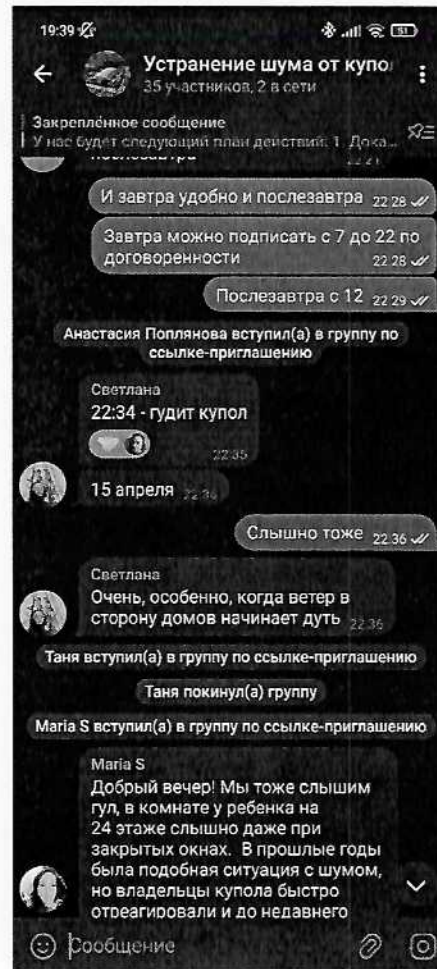 19:39
51
Устранение шума от купо
35 участников, 2 в сети
Закреплённое сообщение
У нас будет следующий план действий: 1. Дока...
послезавтра 22:21
И завтра удобно и послезавтра 22:28
Завтра можно подписать с 7 до 22 по
договоренности 22:28
Послезавтра с 12 22:29
Анастасия Поплянова вступил(а) в группу по
ссылке-приглашению
Светлана
22:34 - гудит купол
22:35
15 апреля 22:36
Слышно тоже 22:36
Светлана
Очень, особенно, когда ветер в
сторону домов начинает дуть 22:36
Таня вступил(а) в группу по ссылке-приглашению
Таня покинул(а) группу
Maria S вступил(а) в группу по ссылке-приглашению
Maria S
Добрый вечер! Мы тоже слышим
гул, в комнате у ребенка на
24 этаже слышно даже при
закрытых окнах. В прошлые годы
была подобная ситуация с шумом,
но владельцы купола быстро
отреагировали и до недавнего
Сообщение